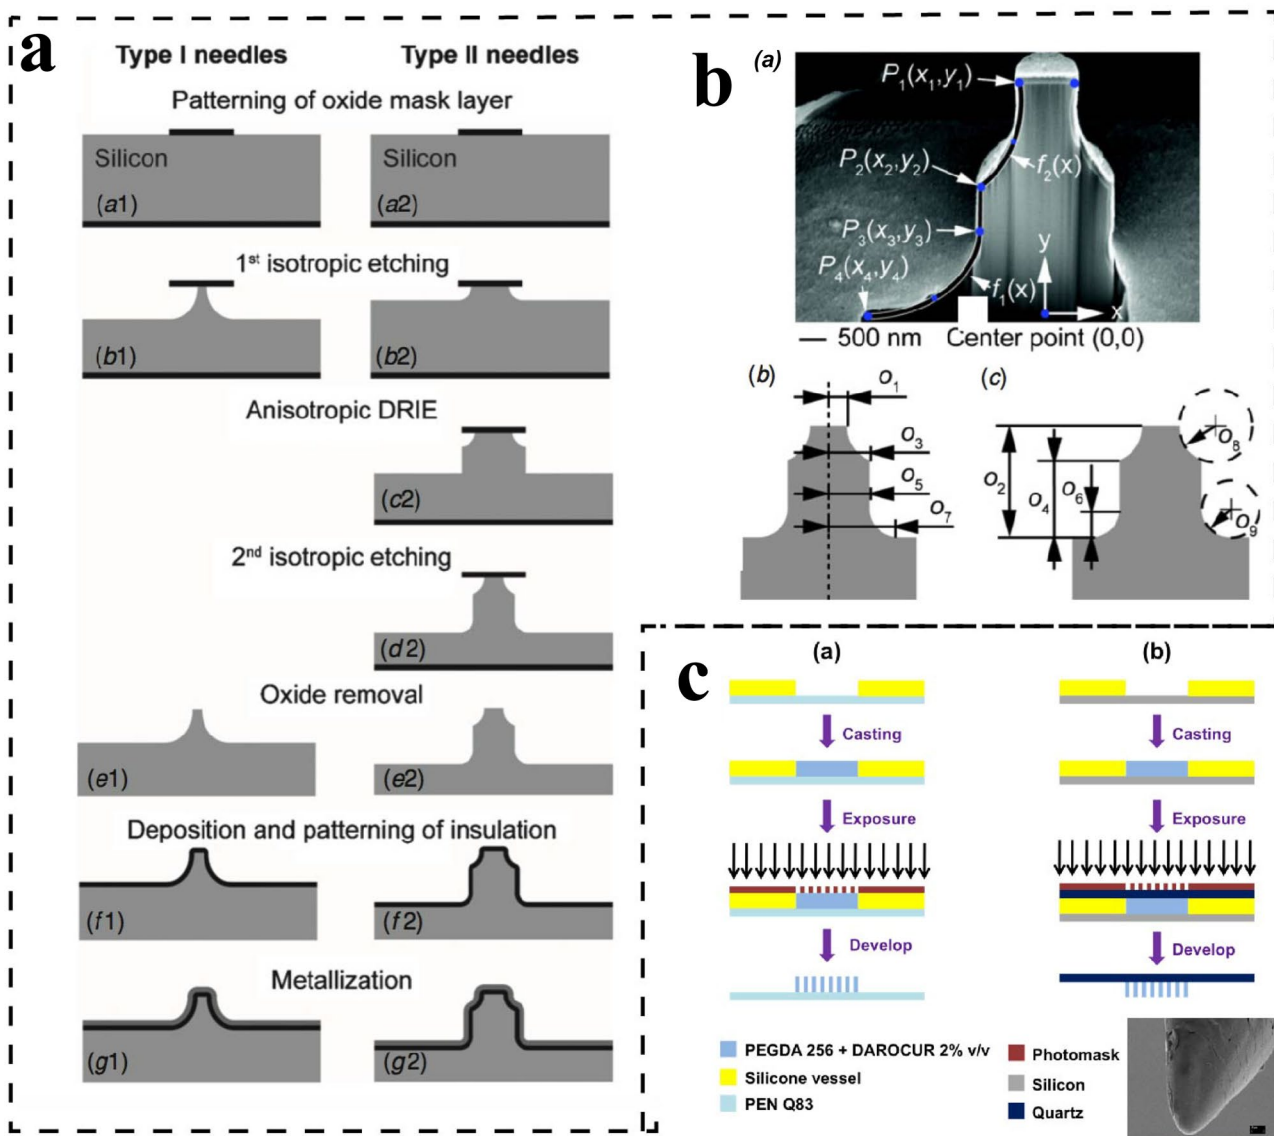 a
Type I needles
Type II needles
Patterning of oxide mask layer
Silicon
Silicon
(a1)
(a2)
1st isotropic etching
(b1)
(b2)
Anisotropic DRIE
(c2)
2nd isotropic etching
(d2)
Oxide removal
(e1)
(e2)
Deposition and patterning of insulation
(f1)
(f2)
Metallization
(g1)
(g2)
b
(a)
P1(x1,y1)
P2(x2,y2)
f2(x)
P3(x3,y3)
P4(x4,y4)
y
f1(x)
x
500 nm Center point (0,0)
(b)
O1
O3
O5
O7
(c)
O8
O2
O4
O6
O9
c
(a)
(b)
Casting
Casting
Exposure
Exposure
Develop
Develop
PEGDA 256 + DAROCUR 2% v/v
Silicone vessel
PEN Q83
Photomask
Silicon
Quartz